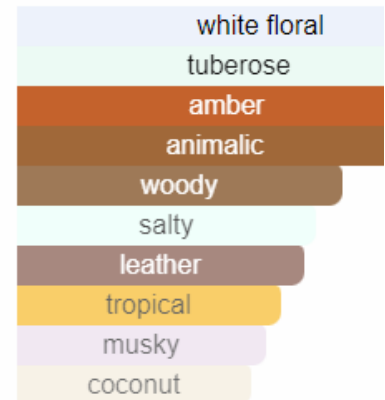 white floral
tuberose
amber
animalic
woody
salty
leather
tropical
musky
coconut